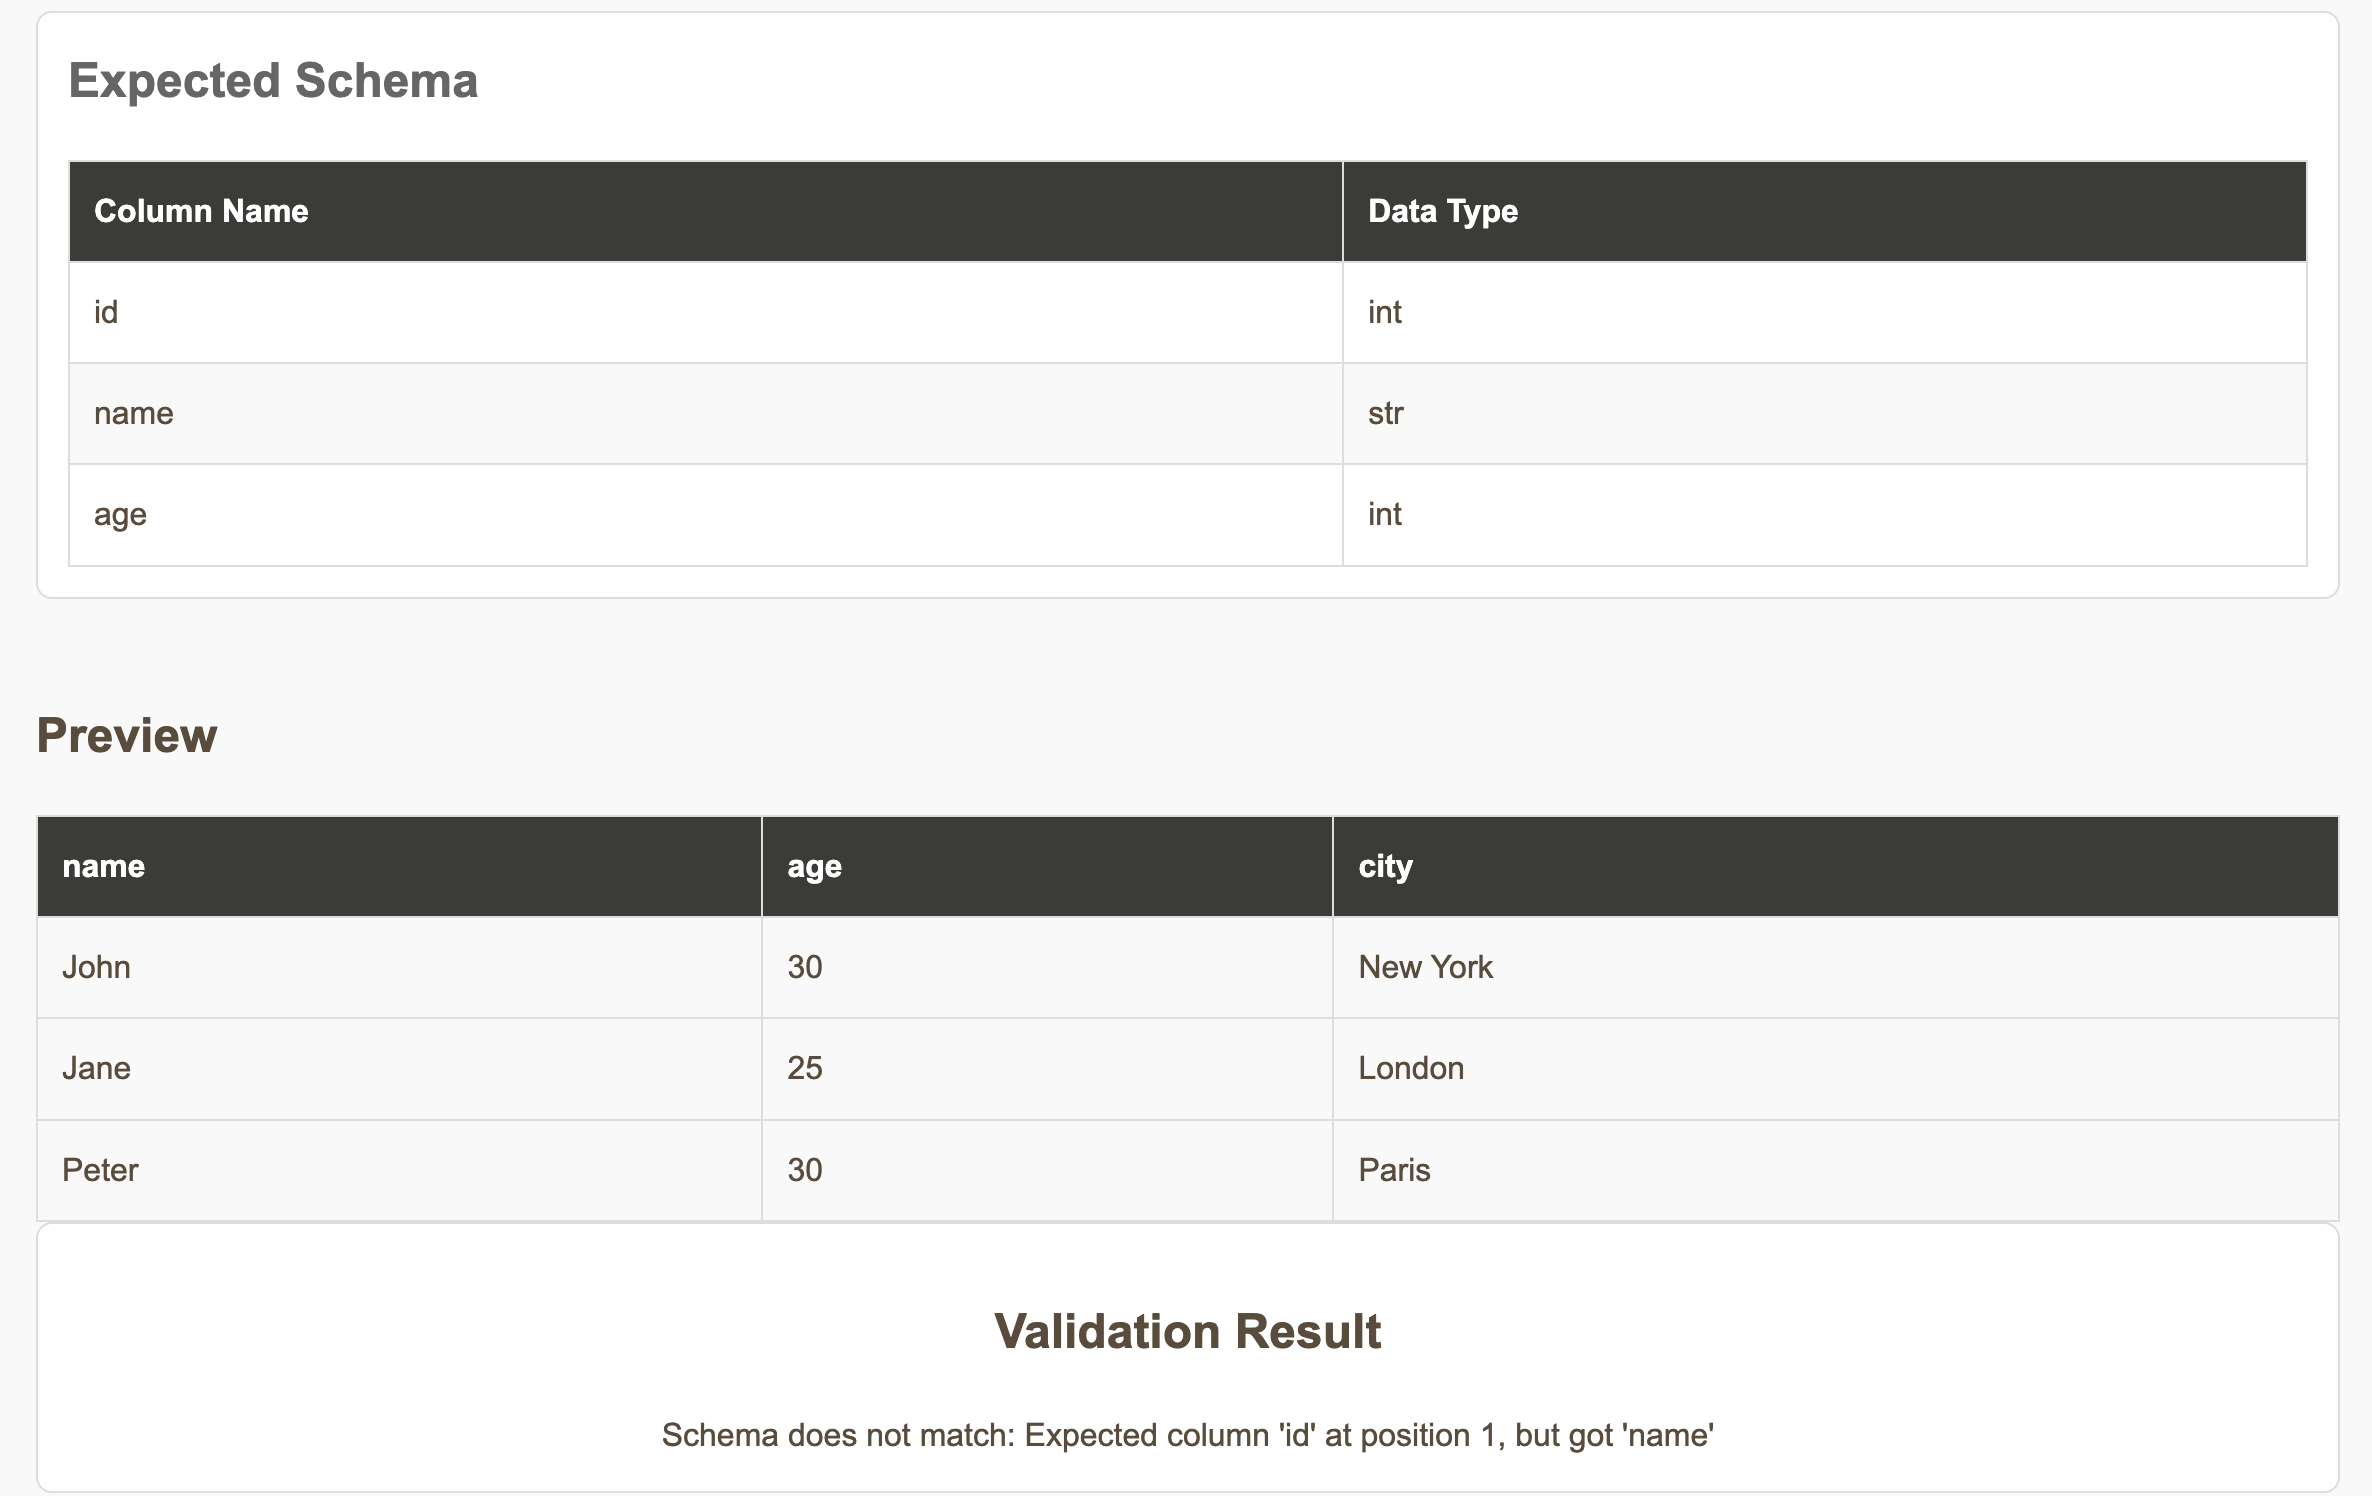 Expected Schema
Column Name Data Type
id int
name str
age int
Preview
name age city
John 30 New York
Jane 25 London
Peter 30 Paris
Validation Result
Schema does not match: Expected column 'id' at position 1, but got 'name'